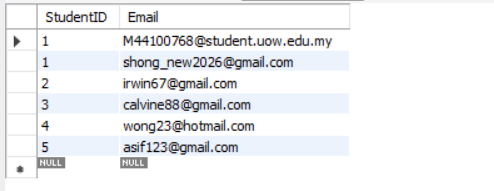 StudentID Email
1 M44100768@student.uow.edu.my
1 shong_new2026@gmail.com
2 irwin67@gmail.com
3 calvine88@gmail.com
4 wong23@hotmail.com
5 asif123@gmail.com
NULL NULL